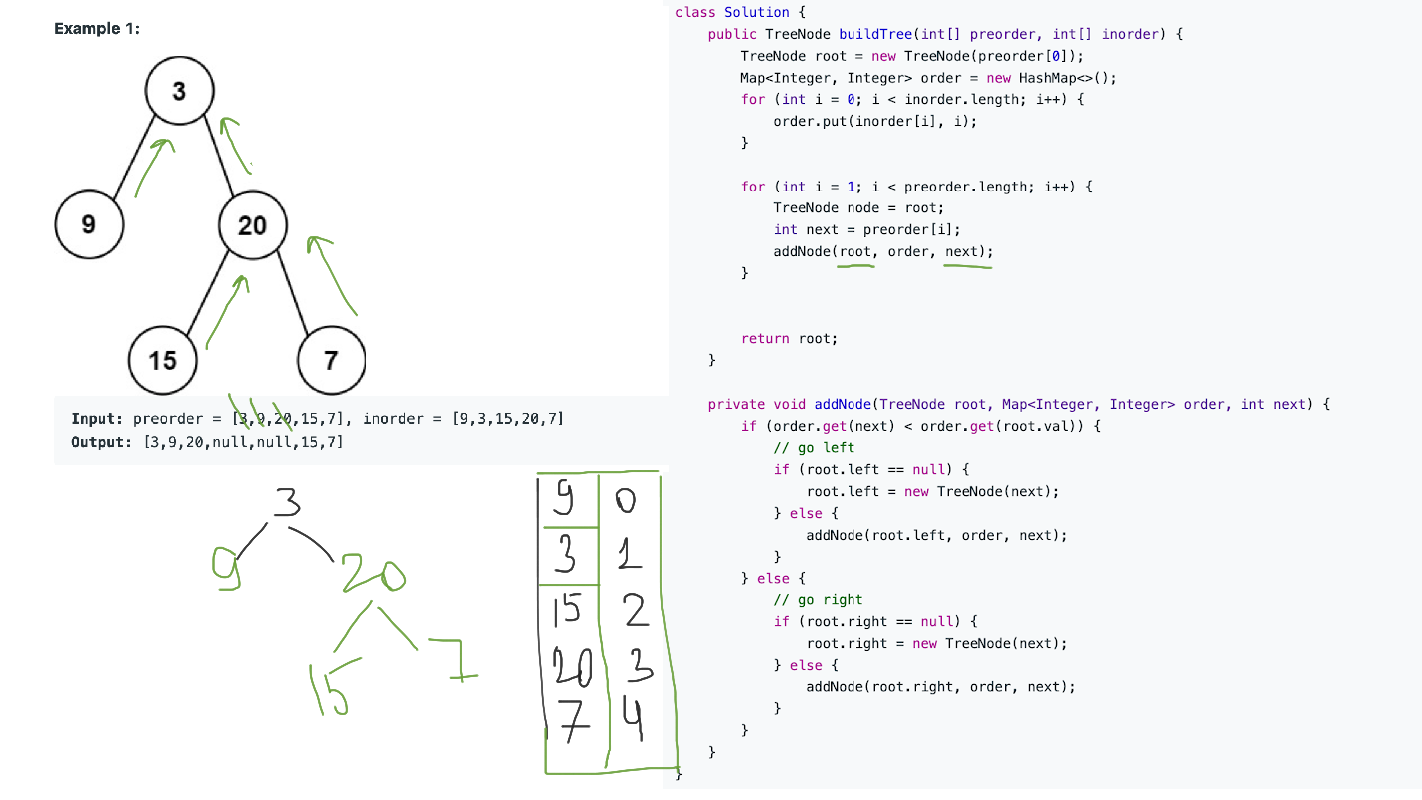 Example 1:
3
9
20
15
7
Input: preorder = [3,9,20,15,7], inorder = [9,3,15,20,7]
Output: [3,9,20,null,null,15,7]
3
9
20
15
7
9 0
3 1
15 2
20 3
7 4
class Solution {
public TreeNode buildTree(int[] preorder, int[] inorder) {
TreeNode root = new TreeNode(preorder[0]);
Map<Integer, Integer> order = new HashMap<>();
for (int i = 0; i < inorder.length; i++) {
order.put(inorder[i], i);
}
for (int i = 1; i < preorder.length; i++) {
TreeNode node = root;
int next = preorder[i];
addNode(root, order, next);
}
return root;
}
private void addNode(TreeNode root, Map<Integer, Integer> order, int next) {
if (order.get(next) < order.get(root.val)) {
// go left
if (root.left == null) {
root.left = new TreeNode(next);
} else {
addNode(root.left, order, next);
}
} else {
// go right
if (root.right == null) {
root.right = new TreeNode(next);
} else {
addNode(root.right, order, next);
}
}
}
}